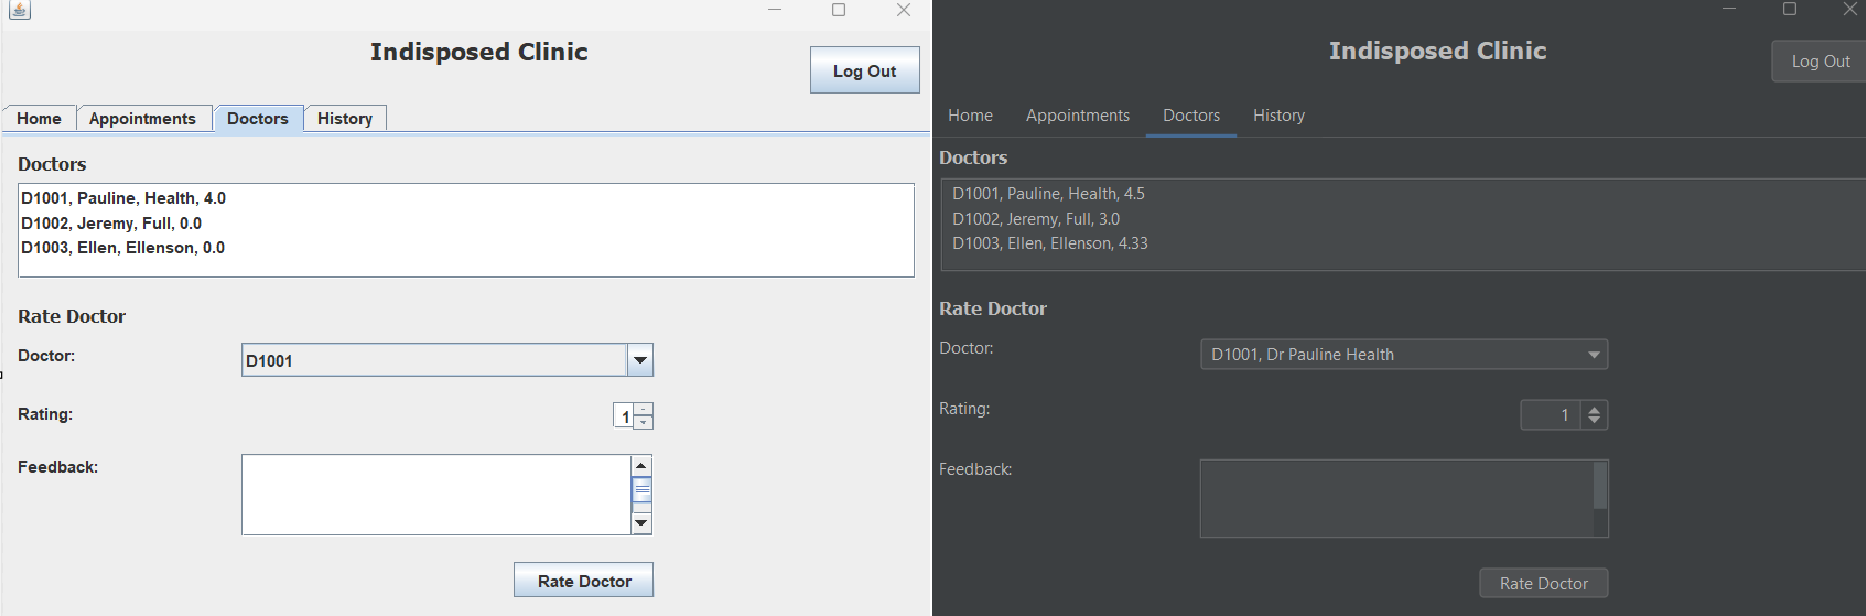 Indisposed Clinic
Log Out
Home Appointments Doctors History
Doctors
D1001, Pauline, Health, 4.0
D1002, Jeremy, Full, 0.0
D1003, Ellen, Ellenson, 0.0
Rate Doctor
Doctor: D1001
Rating: 1
Feedback:
Rate Doctor
Indisposed Clinic
Log Out
Home Appointments Doctors History
Doctors
D1001, Pauline, Health, 4.5
D1002, Jeremy, Full, 3.0
D1003, Ellen, Ellenson, 4.33
Rate Doctor
Doctor: D1001, Dr Pauline Health
Rating: 1
Feedback:
Rate Doctor